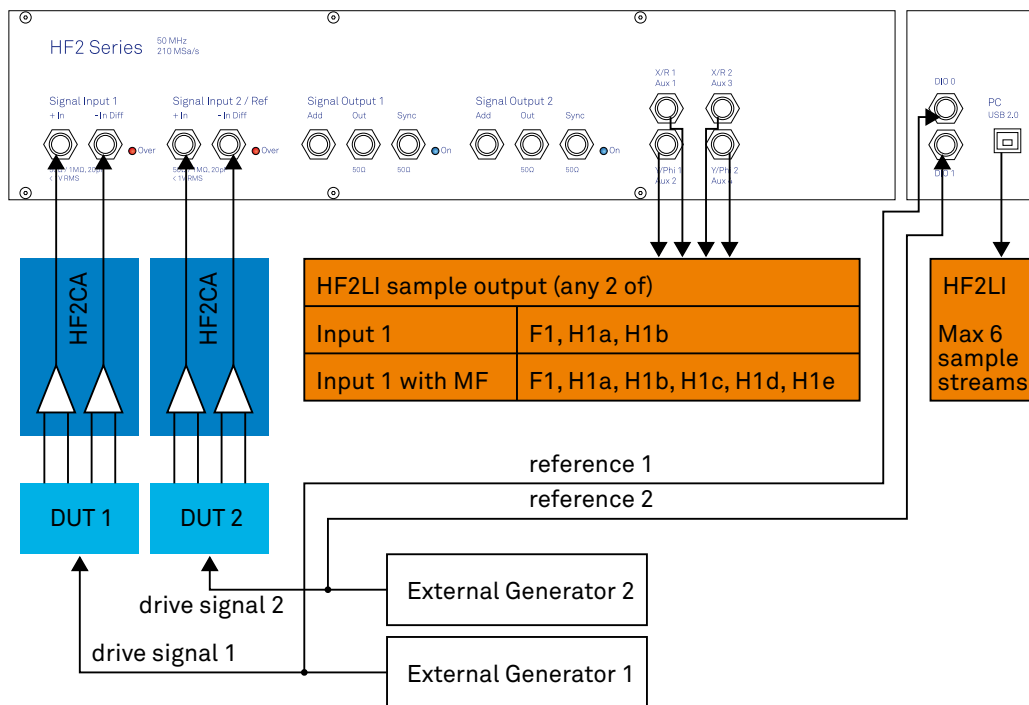 HF2 Series
50 MHz
210 MSa/s
Signal Input 1
+ In
- In Diff
Over
< 1V RMS
Signal Input 2 / Ref
+ In
- In Diff
Over
< 1V RMS
Signal Output 1
Add
Out
Sync
On
50Ω
50Ω
Signal Output 2
Add
Out
Sync
On
50Ω
50Ω
X/R 1
Aux 1
X/R 2
Aux 3
Y/Phi 1
Aux 2
DIO 0
DIO 1
PC
USB 2.0
HF2CA
HF2CA
HF2LI sample output (any 2 of)
Input 1
F1, H1a, H1b
Input 1 with MF
F1, H1a, H1b, H1c, H1d, H1e
HF2LI
Max 6
sample
streams
reference 1
reference 2
DUT 1
DUT 2
External Generator 2
drive signal 2
drive signal 1
External Generator 1